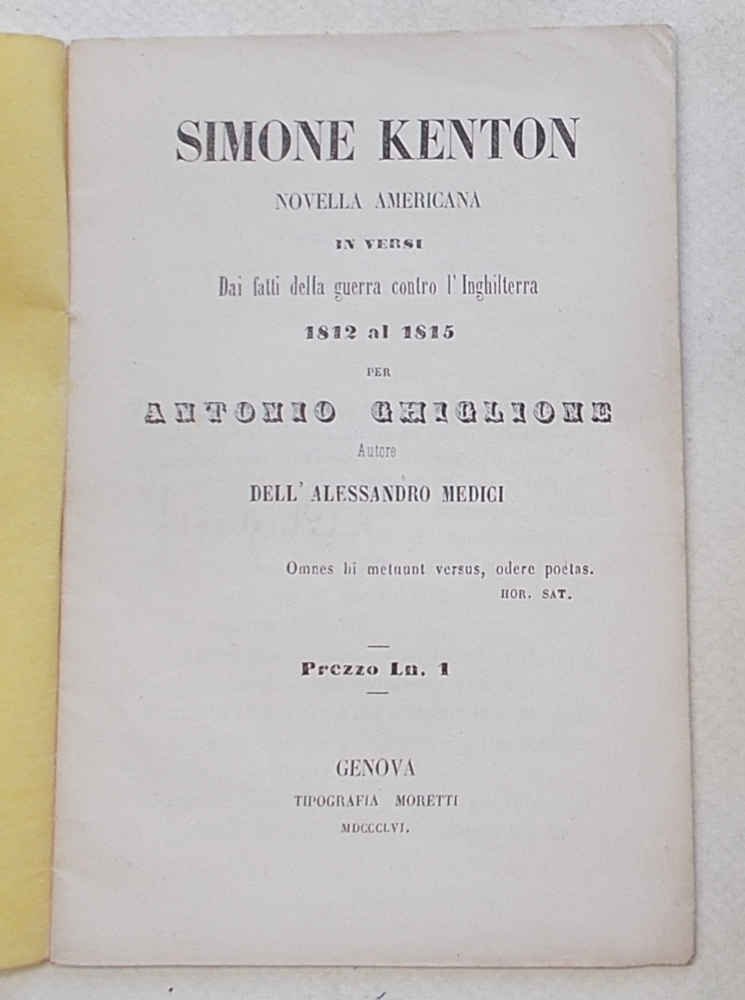 SIMONE KENTON
NOVELLA AMERICANA
IN VERSI
Dai fatti della guerra contro l'Inghilterra
1812 al 1815
PER
ANTONIO GHIGLIONE
Autore
DELL' ALESSANDRO MEDICI
Omnes hi metuunt versus, odere poëtas.
HOR. SAT.
Prezzo Ln. 1
GENOVA
TIPOGRAFIA MORETTI
MDCCCLVI.